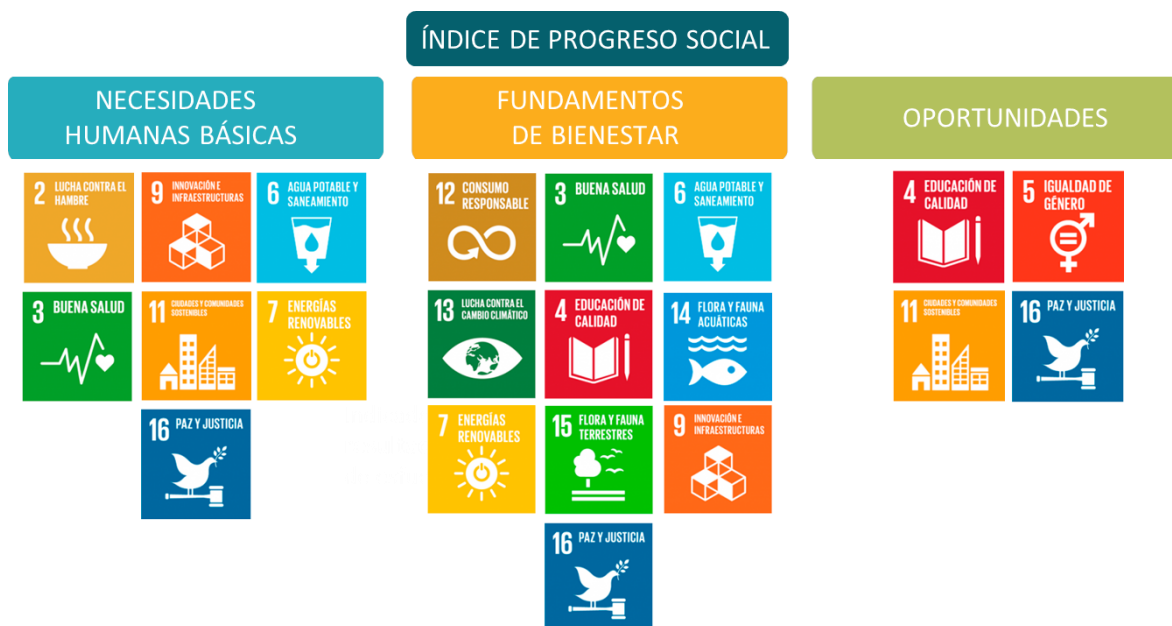 ÍNDICE DE PROGRESO SOCIAL
NECESIDADES
HUMANAS BÁSICAS
2 LUCHA CONTRA EL
HAMBRE
9 INNOVACIÓN E
INFRAESTRUCTURAS
6 AGUA POTABLE Y
SANEAMIENTO
3 BUENA SALUD
11 CIUDADES Y COMUNIDADES
SOSTENIBLES
7 ENERGÍAS
RENOVABLES
16 PAZ Y JUSTICIA
FUNDAMENTOS
DE BIENESTAR
12 CONSUMO
RESPONSABLE
3 BUENA SALUD
6 AGUA POTABLE Y
SANEAMIENTO
13 LUCHA CONTRA EL
CAMBIO CLIMÁTICO
4 EDUCACIÓN DE
CALIDAD
14 FLORA Y FAUNA
ACUÁTICAS
7 ENERGÍAS
RENOVABLES
15 FLORA Y FAUNA
TERRESTRES
9 INNOVACIÓN E
INFRAESTRUCTURAS
16 PAZ Y JUSTICIA
OPORTUNIDADES
4 EDUCACIÓN DE
CALIDAD
5 IGUALDAD DE
GÉNERO
11 CIUDADES Y COMUNIDADES
SOSTENIBLES
16 PAZ Y JUSTICIA